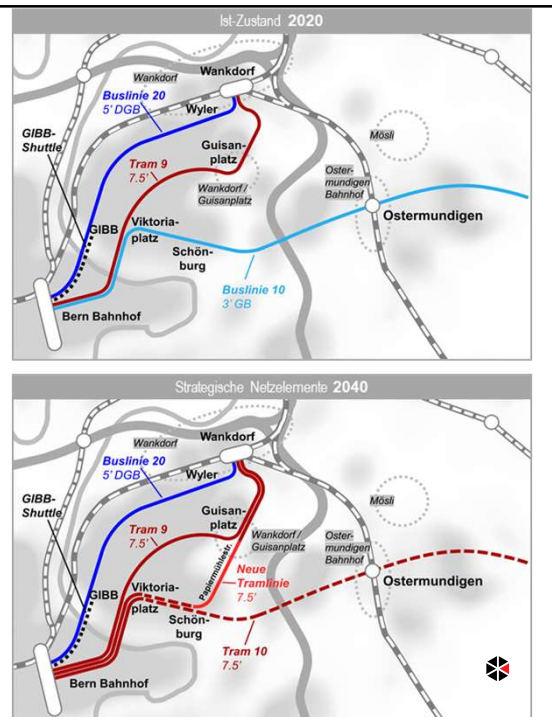 Ist-Zustand 2020
Wankdorf
Wankdorf
Buslinie 20
5' DGB
Wyler
GIBB-
Shuttle
Tram 9
7.5'
Guisan-
platz
Mösli
Wankdorf /
Guisanplatz
Oster-
mundigen
Bahnhof
Ostermundigen
GIBB
Viktoria-
platz
Schön-
burg
Buslinie 10
3' GB
Bern Bahnhof
Strategische Netzelemente 2040
Wankdorf
Wankdorf
Buslinie 20
5' DGB
Wyler
GIBB-
Shuttle
Tram 9
7.5'
Guisan-
platz
Mösli
Wankdorf /
Guisanplatz
Oster-
mundigen
Bahnhof
Ostermundigen
Papiermühlestr.
Neue
Tramlinie
7.5'
GIBB
Viktoria-
platz
Schön-
burg
Tram 10
7.5'
Bern Bahnhof